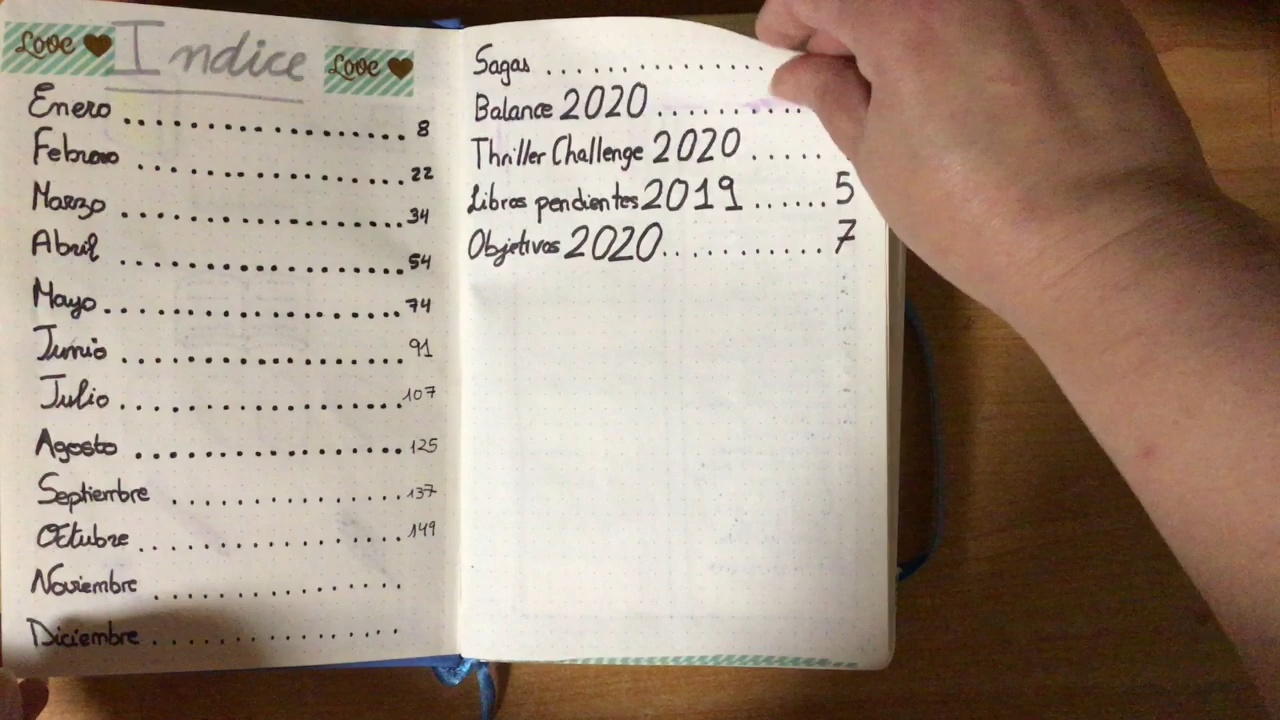 Love Indice Love
Enero .................... 8
Febrero .................... 22
Marzo .................... 34
Abril .................... 54
Mayo .................... 74
Junio .................... 91
Julio .................... 107
Agosto .................... 125
Septiembre .................. 137
Octubre .................... 149
Noviembre ..................
Diciembre ..................
Sagas .................
Balance 2020 .........
Thriller Challenge 2020 ......
Libros pendientes 2019 ...... 5
Objetivos 2020 ............ 7